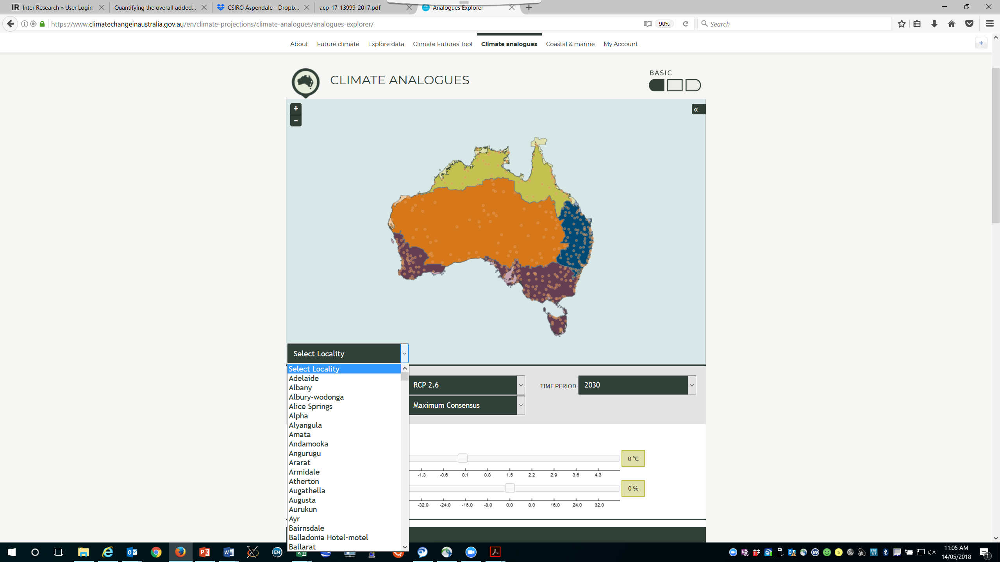 IR Inter Research » User Login
Quantifying the overall added...
CSIRO Aspendale - Dropb...
acp-17-13999-2017.pdf
Analogues Explorer
https://www.climatechangeinaustralia.gov.au/en/climate-projections/climate-analogues/analogues-explorer/
90%
Search
About Future climate Explore data Climate Futures Tool Climate analogues Coastal & marine My Account
CLIMATE ANALOGUES
BASIC
Select Locality
Select Locality
Adelaide
Albany
Albury-wodonga
Alice Springs
Alpha
Alyangula
Amata
Andamooka
Angurugu
Ararat
Armidale
Atherton
Augathella
Augusta
Aurukun
Ayr
Bairnsdale
Balladonia Hotel-motel
Ballarat
RCP 2.6
TIME PERIOD 2030
Maximum Consensus
0 °C
-1.3 -0.6 0.1 0.8 1.5 2.2 2.9 3.6 4.3
0 %
-32.0 -24.0 -16.0 -8.0 0.0 8.0 16.0 24.0 32.0
EN
11:05 AM
14/05/2018
1